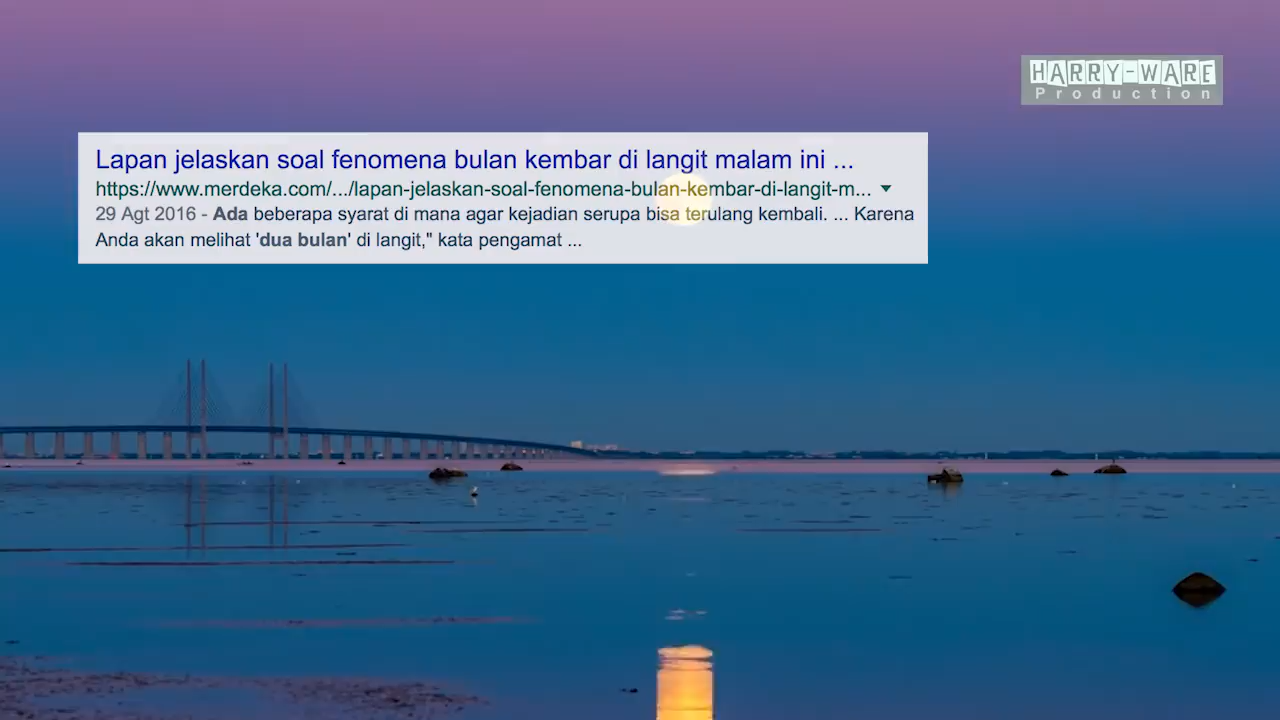 HARRY-WARE
Production
Lapan jelaskan soal fenomena bulan kembar di langit malam ini ...
https://www.merdeka.com/.../lapan-jelaskan-soal-fenomena-bulan-kembar-di-langit-m...
29 Agt 2016 - Ada beberapa syarat di mana agar kejadian serupa bisa terulang kembali. ... Karena
Anda akan melihat 'dua bulan' di langit," kata pengamat ...